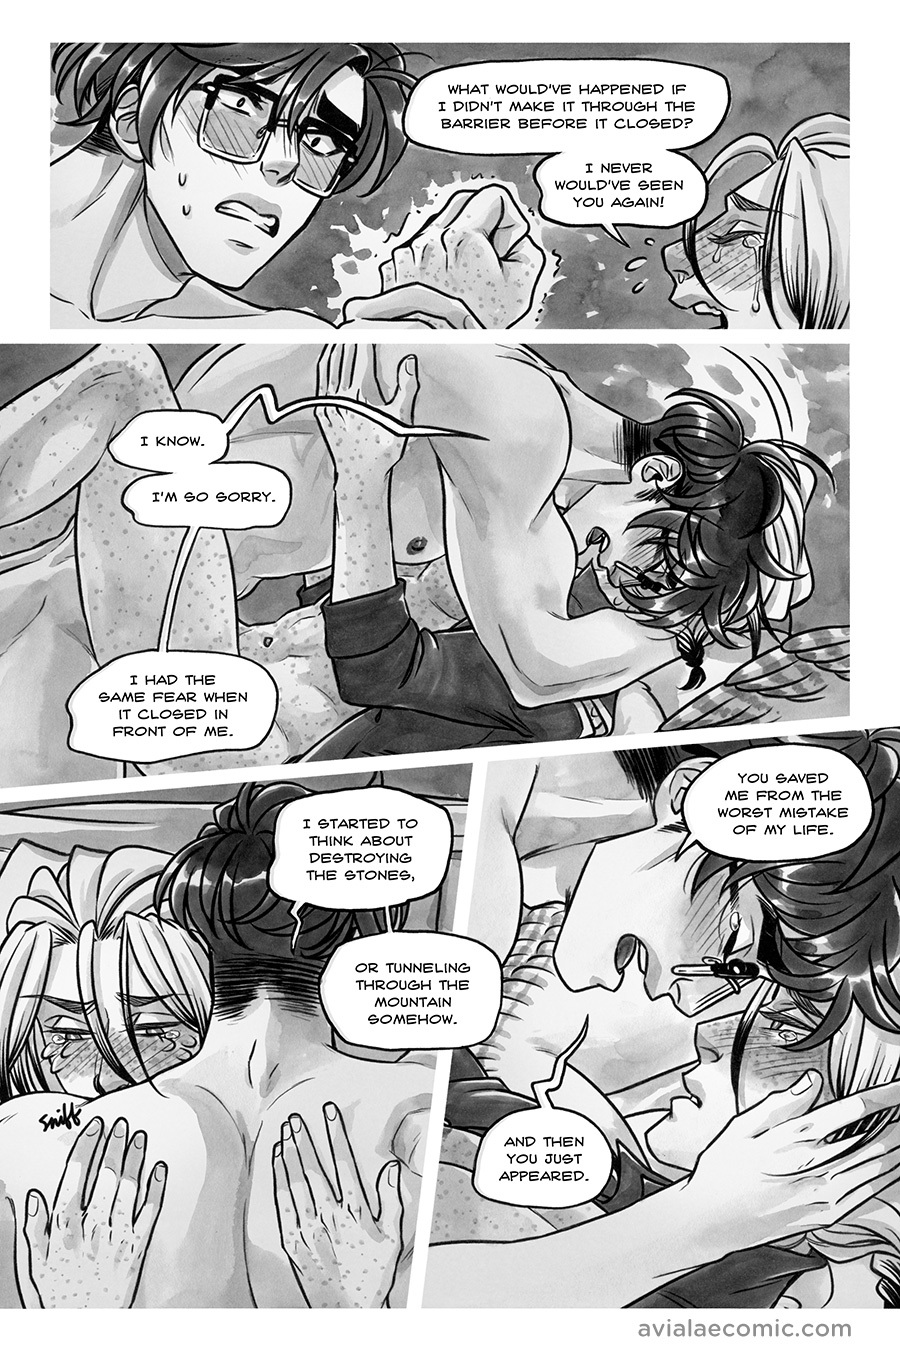 WHAT WOULD'VE HAPPENED IF
I DIDN'T MAKE IT THROUGH THE
BARRIER BEFORE IT CLOSED?
I NEVER
WOULD'VE SEEN
YOU AGAIN!
I KNOW.
I'M SO SORRY.
I HAD THE
SAME FEAR WHEN
IT CLOSED IN
FRONT OF ME.
I STARTED TO
THINK ABOUT
DESTROYING
THE STONES,
OR TUNNELING
THROUGH THE
MOUNTAIN
SOMEHOW.
sniff
YOU SAVED
ME FROM THE
WORST MISTAKE
OF MY LIFE.
AND THEN
YOU JUST
APPEARED.
avialaecomic.com